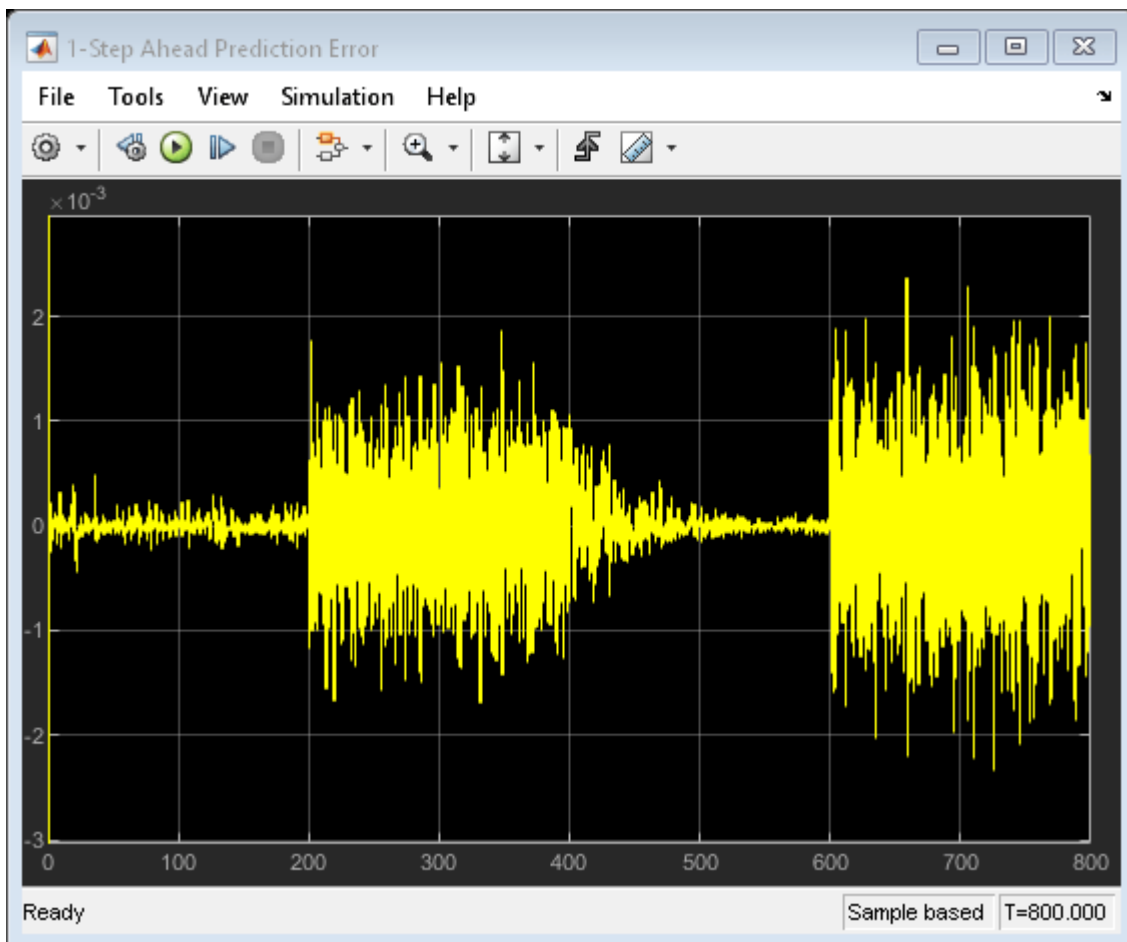 1-Step Ahead Prediction Error
File Tools View Simulation Help
×10⁻³
2
1
0
-1
-2
-3
0 100 200 300 400 500 600 700 800
Ready Sample based T=800.000